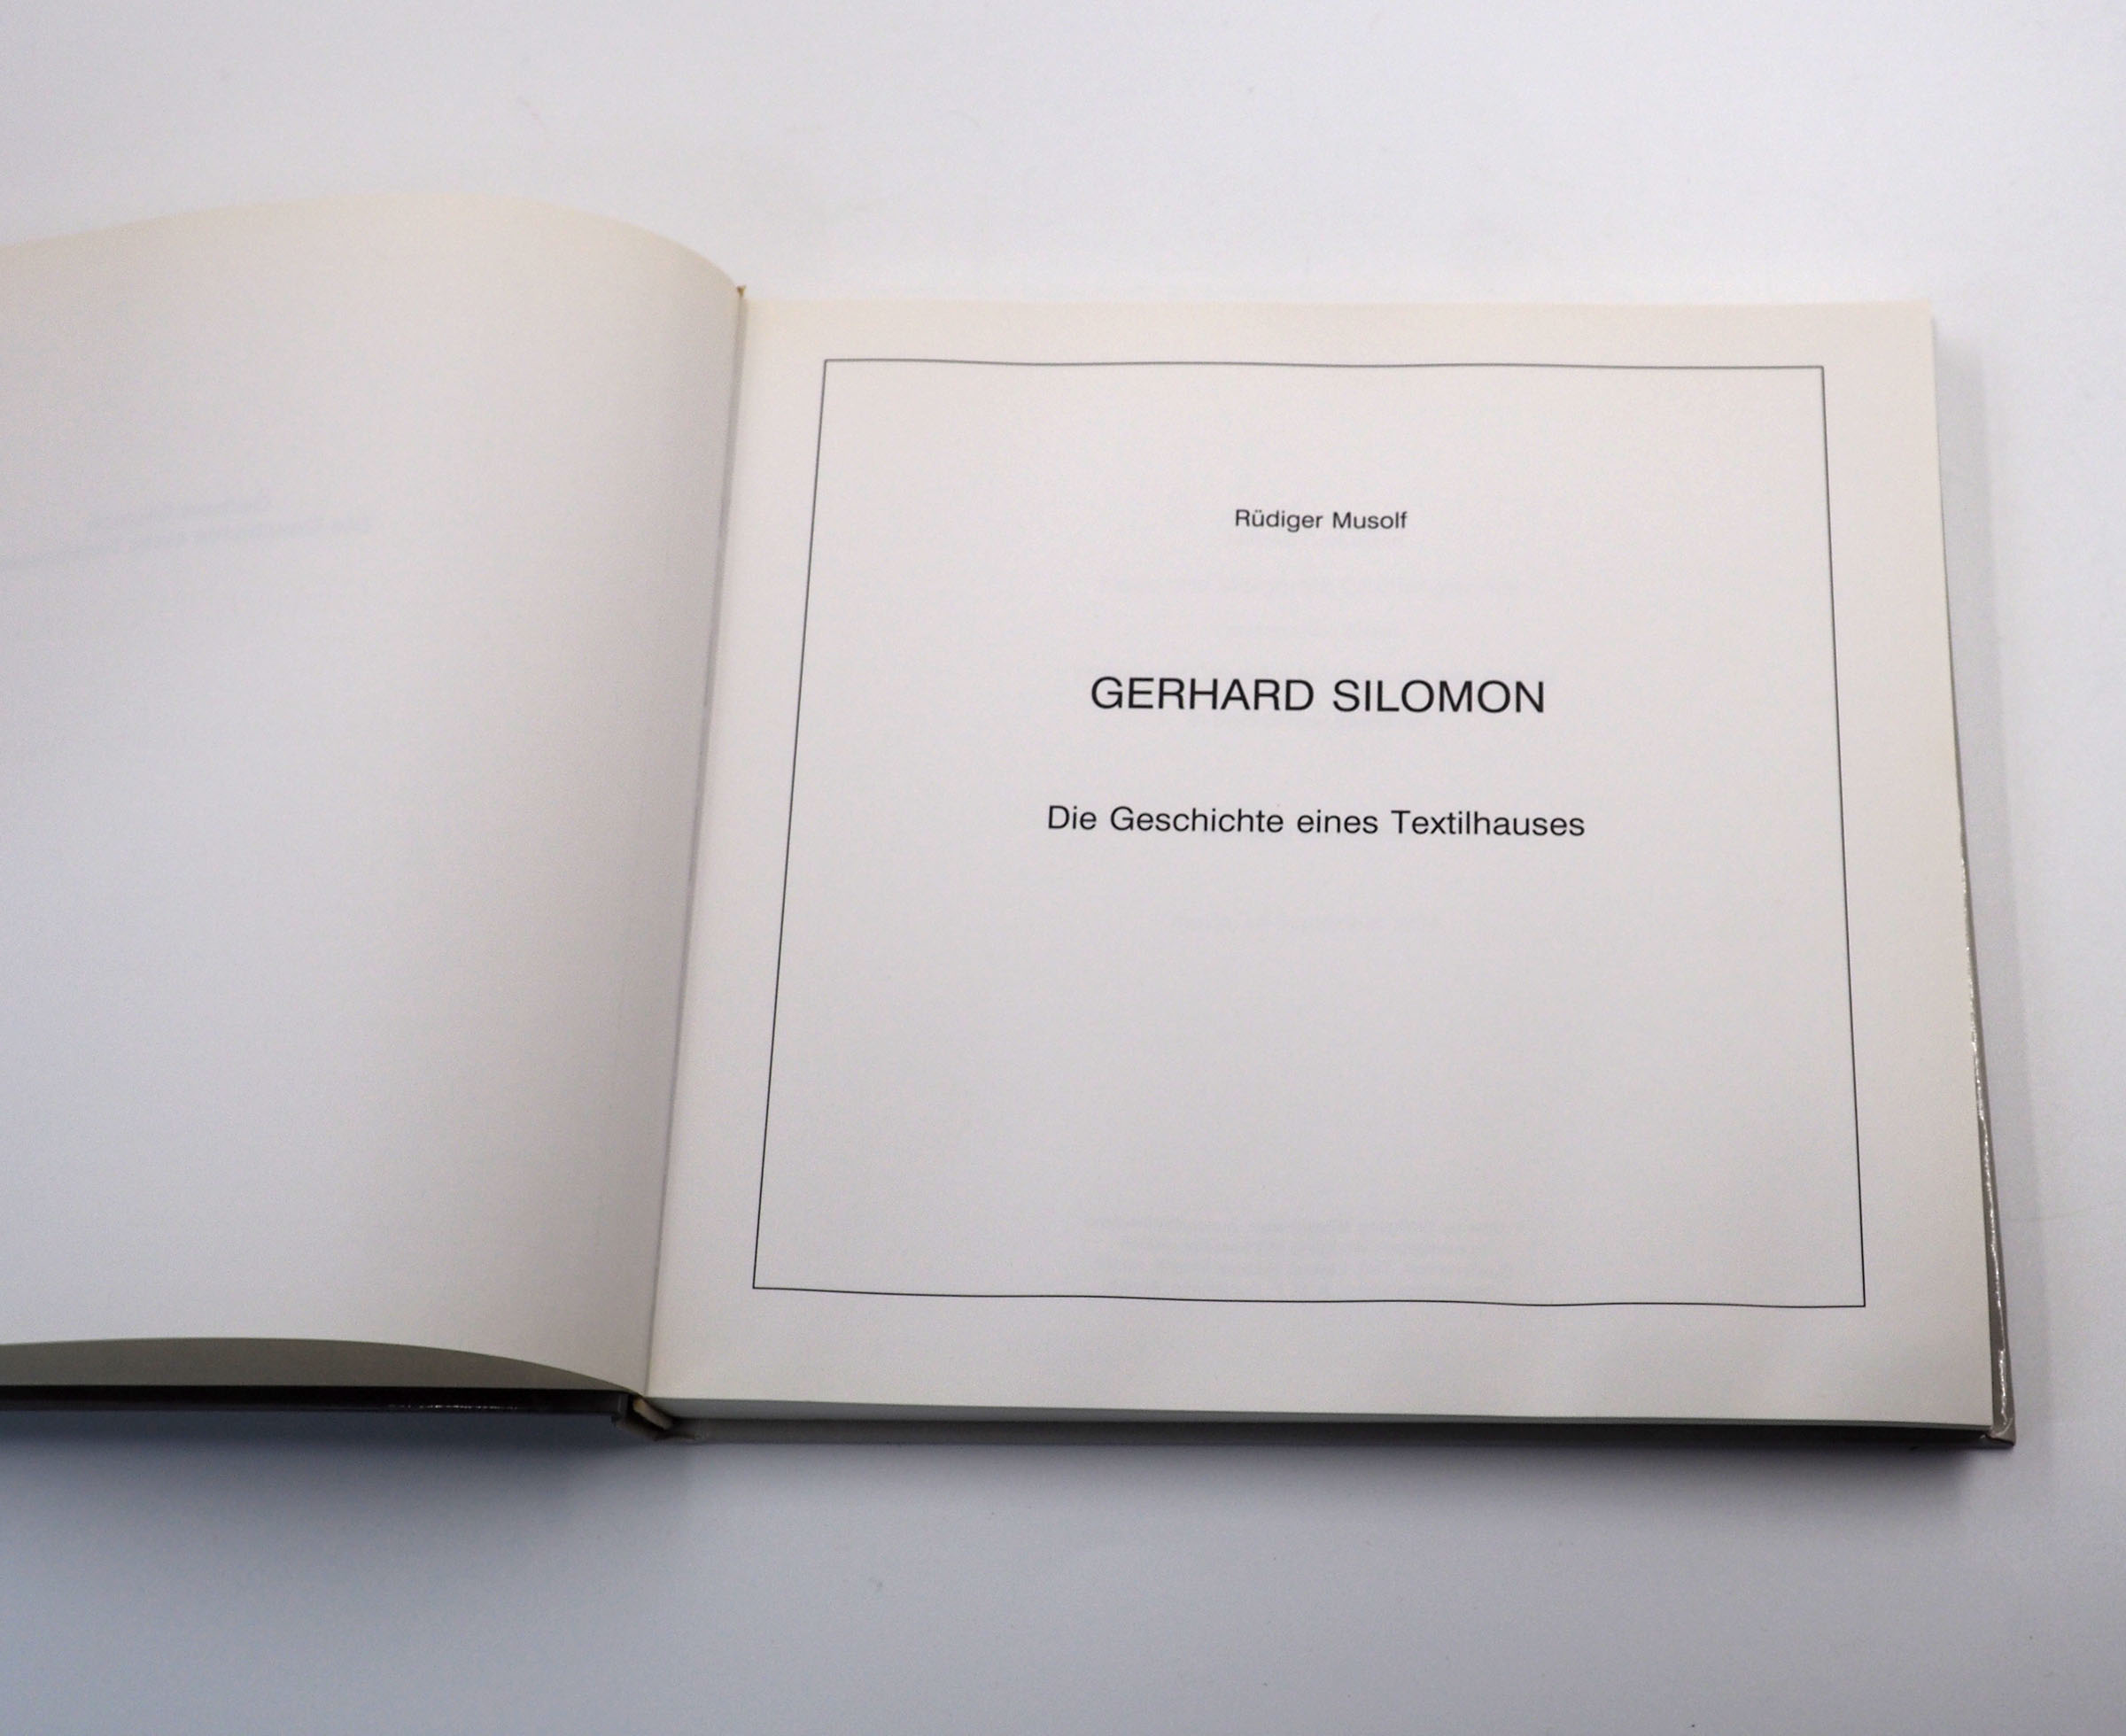 Rüdiger Musolf
GERHARD SILOMON
Die Geschichte eines Textilhauses